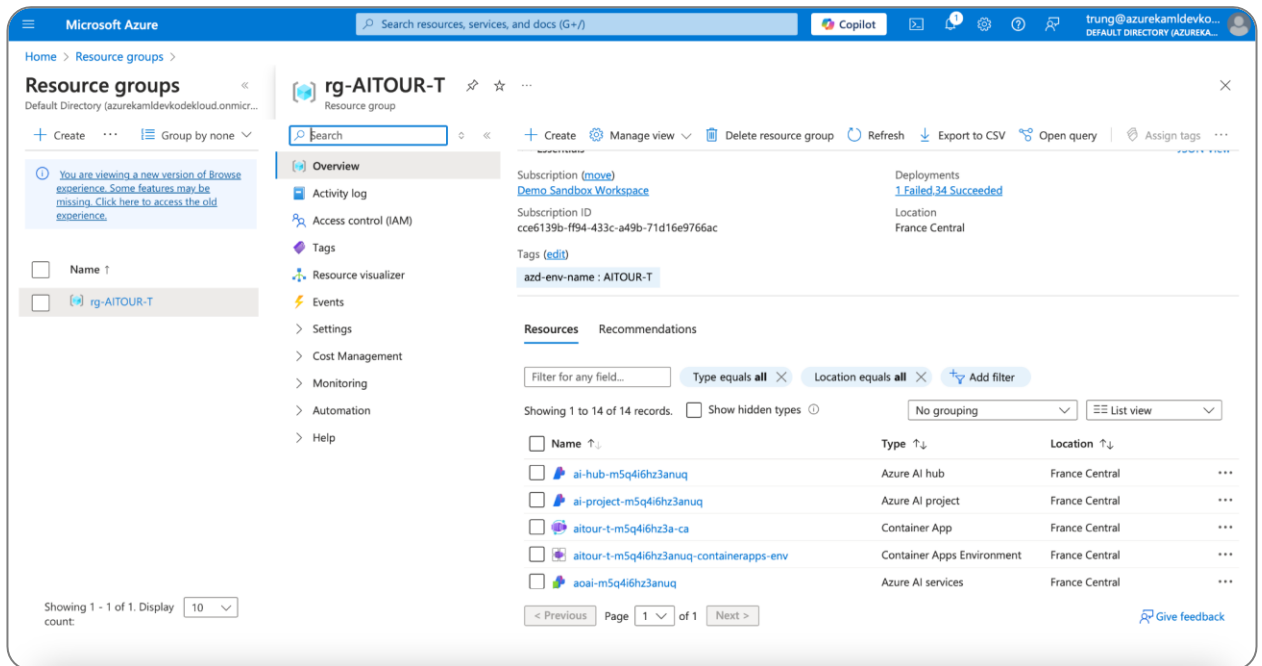 Microsoft Azure
Search resources, services, and docs (G+/)
Copilot
1
trung@azurekamldevko...
DEFAULT DIRECTORY (AZUREKA...
Home > Resource groups >
Resource groups
Default Directory (azurekamldevkodekloud.onmicr...
Create
Group by none
You are viewing a new version of Browse
experience. Some features may be
missing. Click here to access the old
experience.
Name ↑
rg-AITOUR-T
Showing 1 - 1 of 1. Display
count:
10
rg-AITOUR-T
Resource group
Search
Overview
Activity log
Access control (IAM)
Tags
Resource visualizer
Events
Settings
Cost Management
Monitoring
Automation
Help
Create
Manage view
Delete resource group
Refresh
Export to CSV
Open query
Assign tags
Essentials
JSON View
Subscription (move)
Demo Sandbox Workspace
Subscription ID
cce6139b-ff94-433c-a49b-71d16e9766ac
Deployments
1 Failed,34 Succeeded
Location
France Central
Tags (edit)
azd-env-name : AITOUR-T
Resources Recommendations
Filter for any field...
Type equals all
Location equals all
Add filter
Showing 1 to 14 of 14 records.
Show hidden types
No grouping
List view
Name ↑↓ Type ↑↓ Location ↑↓
ai-hub-m5q4i6hz3anuq Azure AI hub France Central
ai-project-m5q4i6hz3anuq Azure AI project France Central
aitour-t-m5q4i6hz3a-ca Container App France Central
aitour-t-m5q4i6hz3anuq-containerapps-env Container Apps Environment France Central
aoai-m5q4i6hz3anuq Azure AI services France Central
< Previous Page 1 of 1 Next >
Give feedback